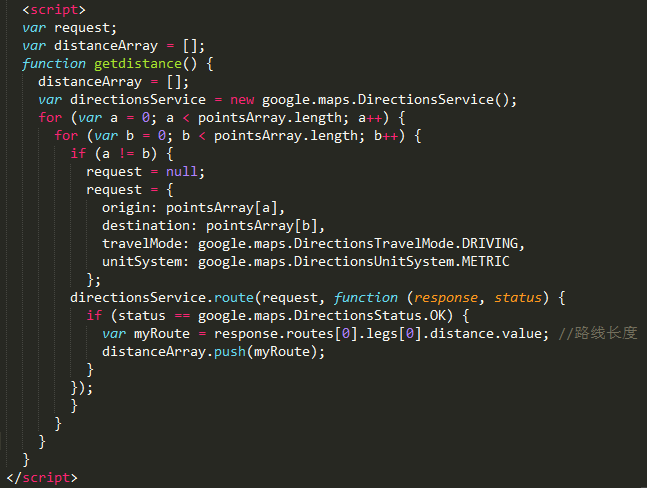 <script>
var request;
var distanceArray = [];
function getdistance() {
distanceArray = [];
var directionsService = new google.maps.DirectionsService();
for (var a = 0; a < pointsArray.length; a++) {
for (var b = 0; b < pointsArray.length; b++) {
if (a != b) {
request = null;
request = {
origin: pointsArray[a],
destination: pointsArray[b],
travelMode: google.maps.DirectionsTravelMode.DRIVING,
unitSystem: google.maps.DirectionsUnitSystem.METRIC
};
directionsService.route(request, function (response, status) {
if (status == google.maps.DirectionsStatus.OK) {
var myRoute = response.routes[0].legs[0].distance.value; //路线长度
distanceArray.push(myRoute);
}
});
}
}
}
}
</script>